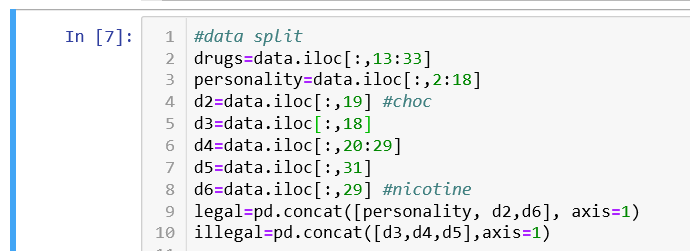 In [7]:
1 #data split
2 drugs=data.iloc[:,13:33]
3 personality=data.iloc[:,2:18]
4 d2=data.iloc[:,19] #choc
5 d3=data.iloc[:,18]
6 d4=data.iloc[:,20:29]
7 d5=data.iloc[:,31]
8 d6=data.iloc[:,29] #nicotine
9 legal=pd.concat([personality, d2,d6], axis=1)
10 illegal=pd.concat([d3,d4,d5],axis=1)